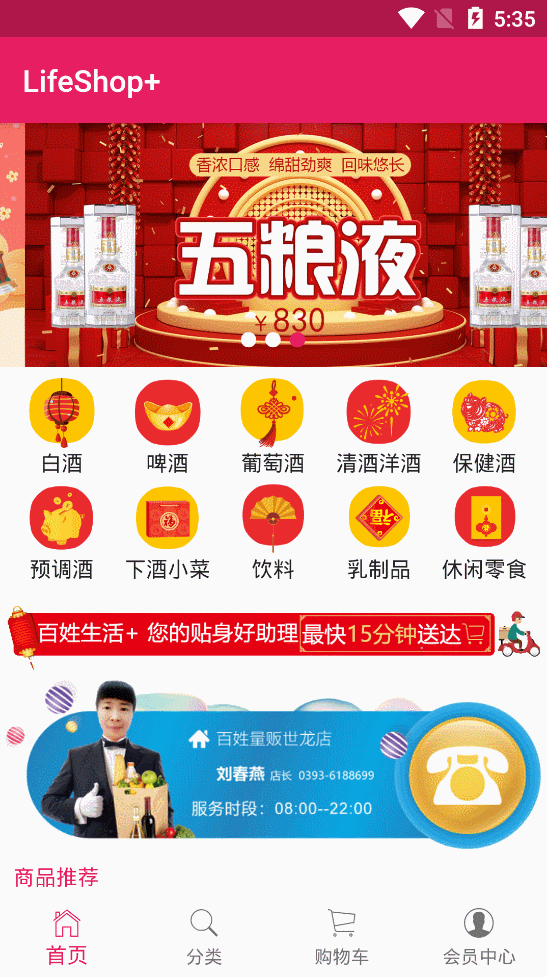 5:35
LifeShop+
香浓口感 绵甜劲爽 回味悠长
五粮液
¥830
白酒
啤酒
葡萄酒
清酒洋酒
保健酒
预调酒
下酒小菜
饮料
乳制品
休闲零食
百姓生活+ 您的贴身好助理 最快15分钟送达
百姓量贩世龙店
刘春燕 店长 0393-6188699
服务时段：08:00--22:00
商品推荐
首页
分类
购物车
会员中心